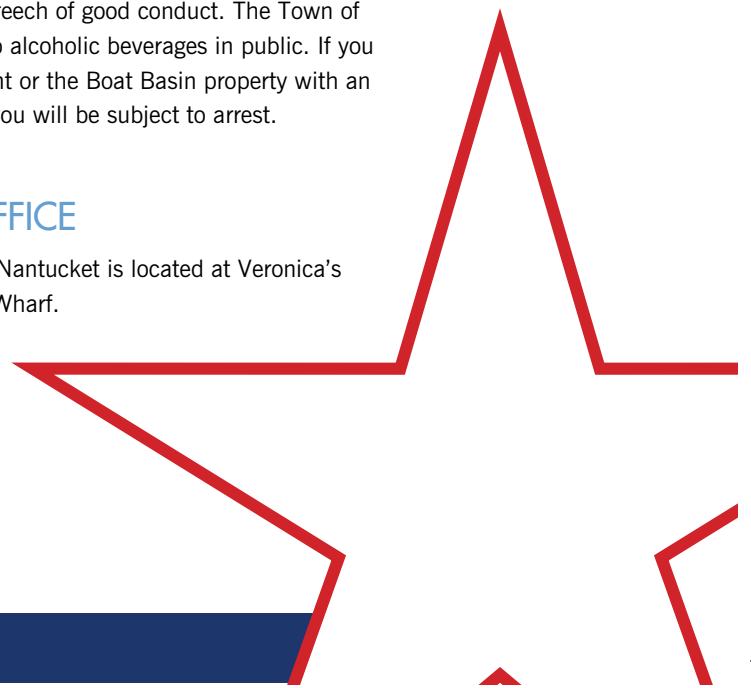 reech of good conduct. The Town of
alcoholic beverages in public. If you
or the Boat Basin property with an
ou will be subject to arrest.
FFICE
Nantucket is located at Veronica's
Wharf.